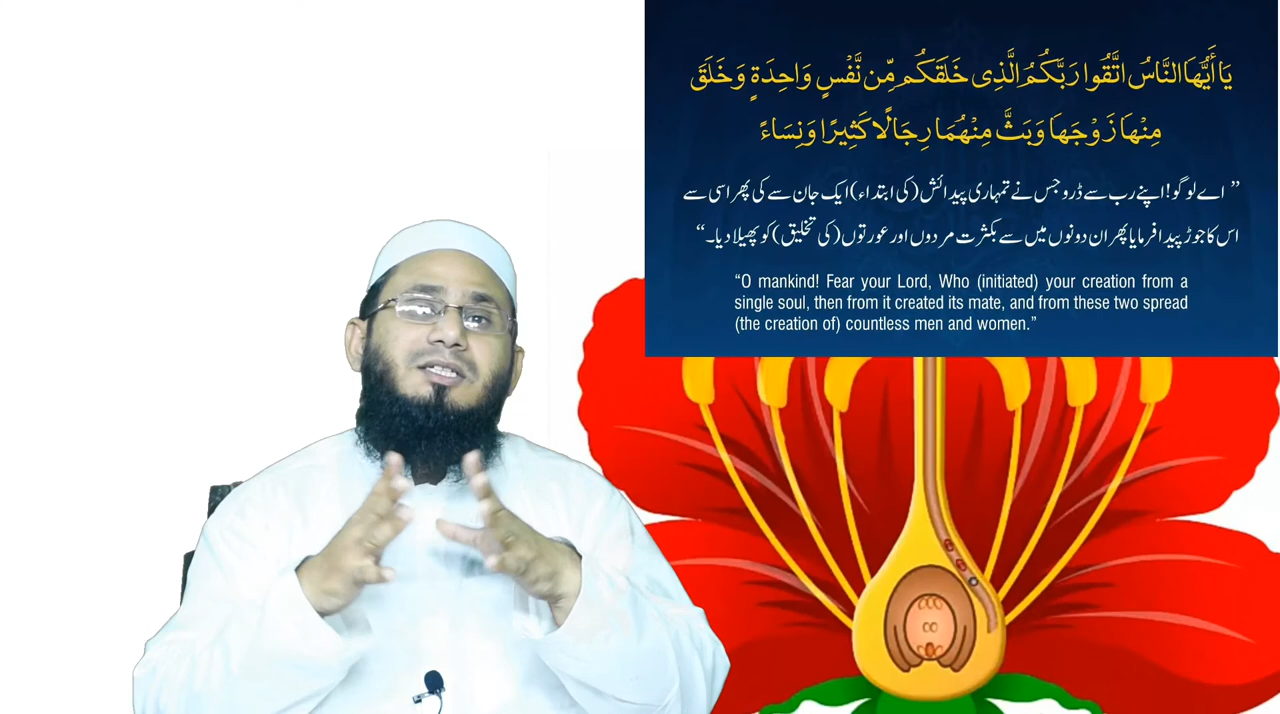 يَا أَيُّهَا النَّاسُ اتَّقُوا رَبَّكُمُ الَّذِي خَلَقَكُم مِّن نَّفْسٍ وَاحِدَةٍ وَخَلَقَ
مِنْهَا زَوْجَهَا وَبَثَّ مِنْهُمَا رِجَالًا كَثِيرًا وَنِسَاءً
” اے لوگو! اپنے رب سے ڈرو جس نے تمہاری پیدائش (کی ابتداء) ایک جان سے کی پھر اسی سے
اس کا جوڑ پیدا فرمایا پھر ان دونوں میں سے بکثرت مردوں اور عورتوں (کی تخلیق) کو پھیلا دیا۔“
“O mankind! Fear your Lord, Who (initiated) your creation from a
single soul, then from it created its mate, and from these two spread
(the creation of) countless men and women.”